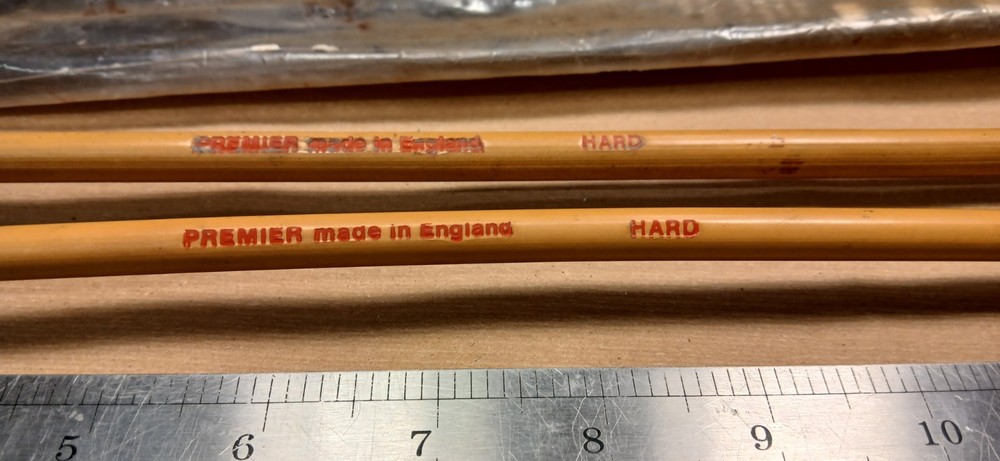 PREMIER made in England HARD
PREMIER made in England HARD
5 6 7 8 9 10